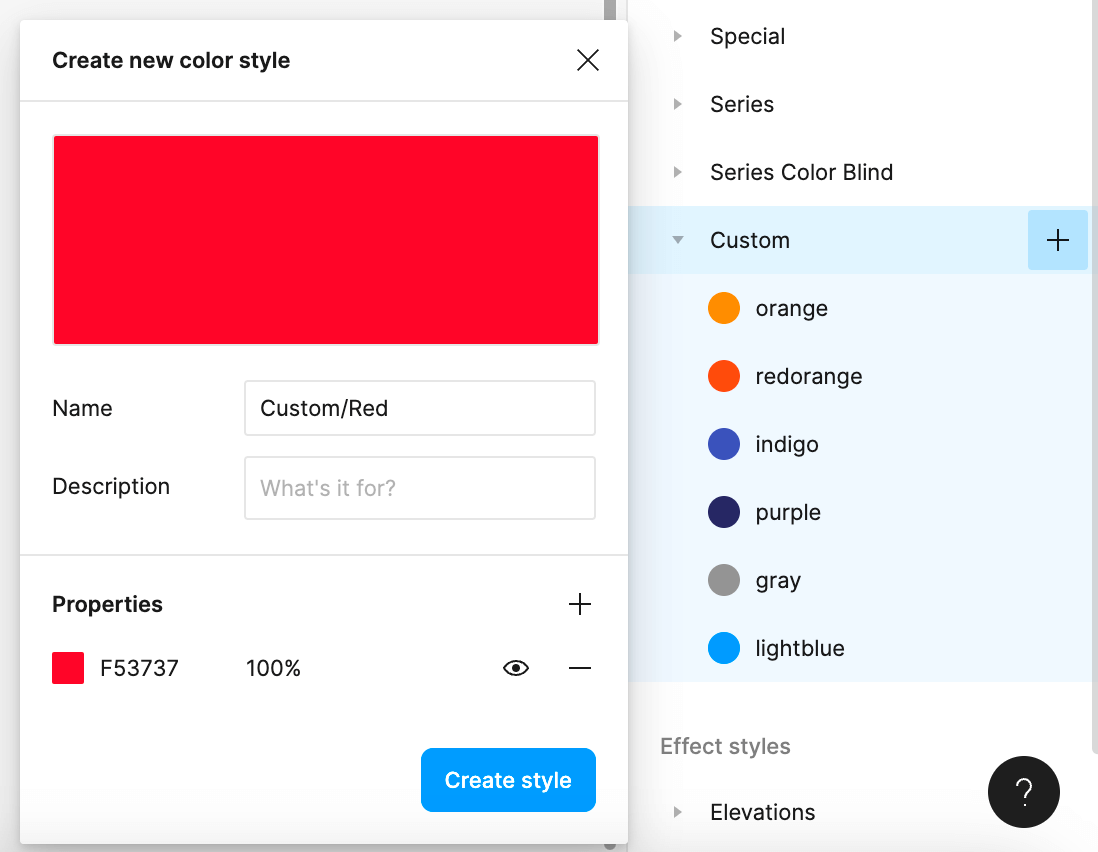 Create new color style
Name
Custom/Red
Description
What's it for?
Properties
F53737
100%
Create style
Special
Series
Series Color Blind
Custom
orange
redorange
indigo
purple
gray
lightblue
Effect styles
Elevations
?